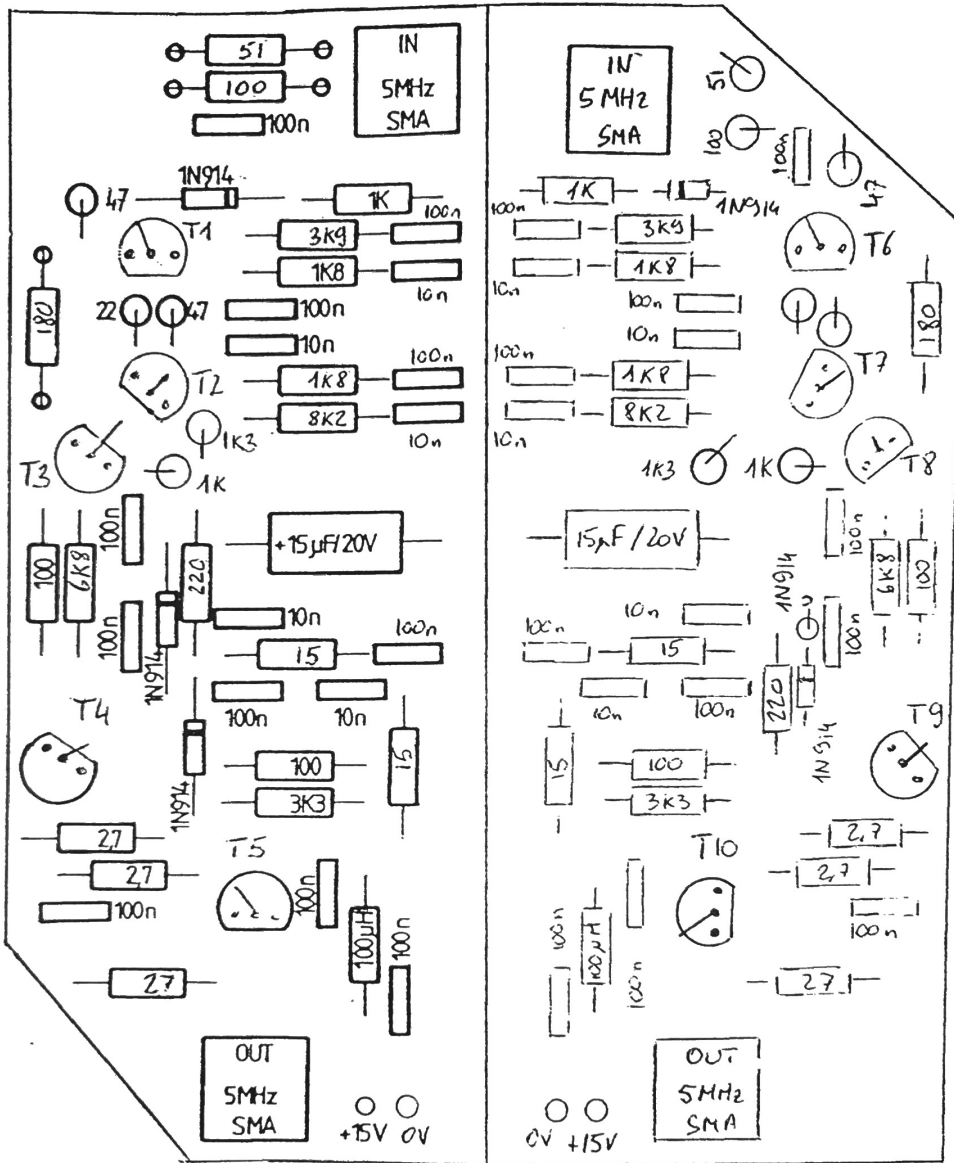 51
IN
5MHz
SMA
100
100n
1N914
47
1K
100n
T1
3K9
1K8
10n
180
22
47
100n
10n
T2
1K8
100n
8K2
10n
1K3
T3
1K
100n
+15µF/20V
100
6K8
220
100n
1N914
10n
15
100n
100n
10n
T4
1N914
100
15
3K3
2,7
T5
2,7
100n
100n
100µH
100n
27
OUT
5MHz
SMA
+15V
0V
IN
5MHz
SMA
51
100
100n
47
1K
1N914
100n
3K9
T6
1K8
10n
100n
10n
180
100n
1K8
T7
8K2
10n
1K3
1K
T8
15µF/20V
100n
6K8
100
1N914
10n
100n
100n
15
220
10n
100n
1N914
T9
15
100
3K3
2,7
T10
2,7
100n
100n
100µH
100n
27
OUT
5MHz
SMA
0V
+15V